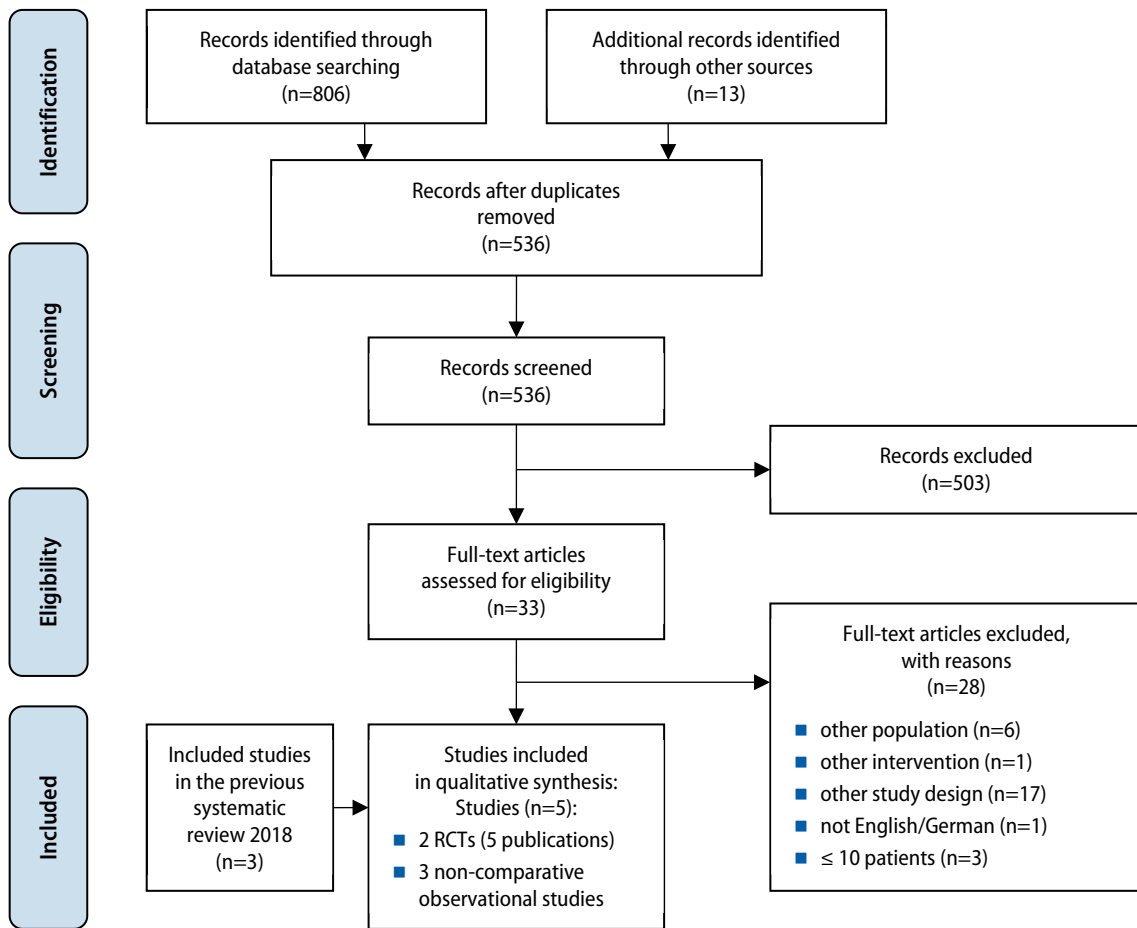 Identification
Records identified through
database searching
(n=806)
Additional records identified
through other sources
(n=13)
Records after duplicates
removed
(n=536)
Screening
Records screened
(n=536)
Records excluded
(n=503)
Eligibility
Full-text articles
assessed for eligibility
(n=33)
Full-text articles excluded,
with reasons
(n=28)
other population (n=6)
other intervention (n=1)
other study design (n=17)
not English/German (n=1)
≤ 10 patients (n=3)
Included
Included studies
in the previous
systematic
review 2018
(n=3)
Studies included
in qualitative synthesis:
Studies (n=5):
2 RCTs (5 publications)
3 non-comparative
observational studies